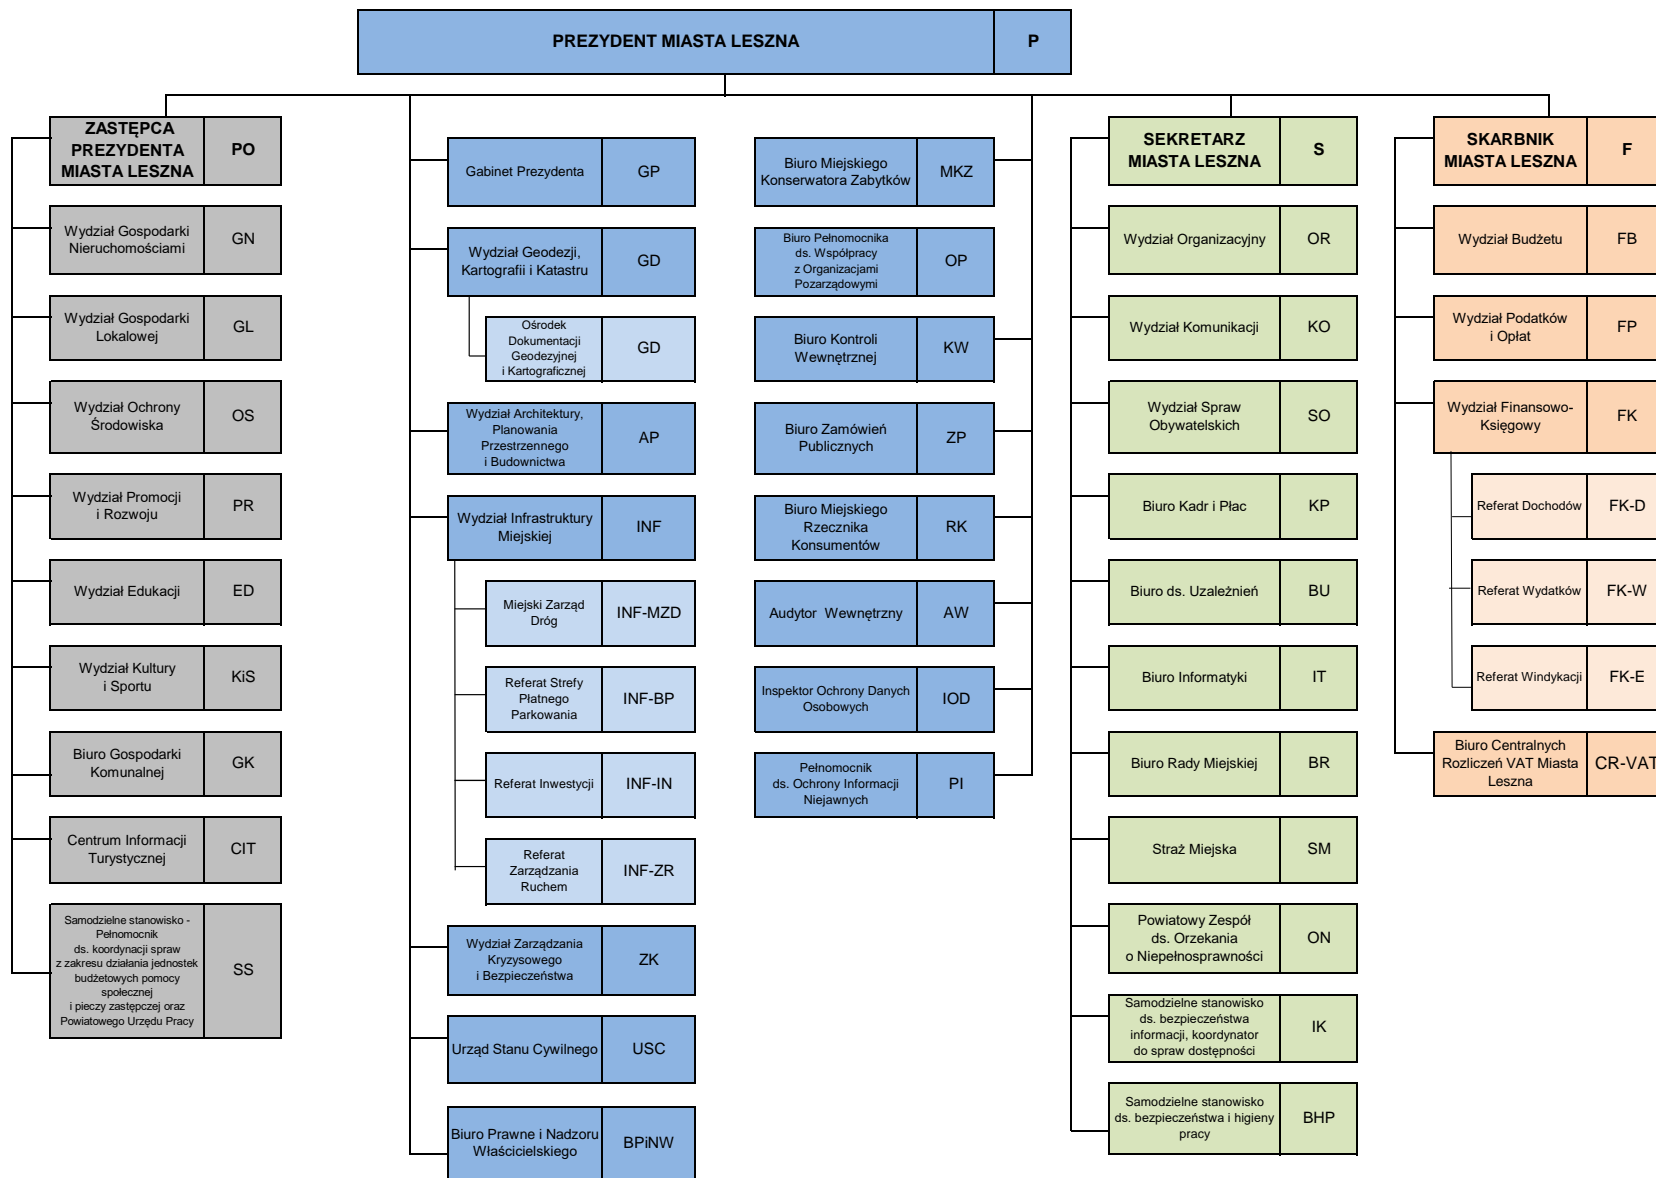 PREZYDENT MIASTA LESZNA
P
ZASTĘPCA
PREZYDENTA
MIASTA LESZNA
PO
Wydział Gospodarki
Nieruchomościami
GN
Wydział Gospodarki
Lokalowej
GL
Wydział Ochrony
Środowiska
OS
Wydział Promocji
i Rozwoju
PR
Wydział Edukacji
ED
Wydział Kultury
i Sportu
KiS
Biuro Gospodarki
Komunalnej
GK
Centrum Informacji
Turystycznej
CIT
Samodzielne stanowisko -
Pełnomocnik
ds. koordynacji spraw
z zakresu działania jednostek
budżetowych pomocy
społecznej
i pieczy zastępczej oraz
Powiatowego Urzędu Pracy
SS
Gabinet Prezydenta
GP
Wydział Geodezji,
Kartografii i Katastru
GD
Ośrodek
Dokumentacji
Geodezyjnej
i Kartograficznej
GD
Wydział Architektury,
Planowania
Przestrzennego
i Budownictwa
AP
Wydział Infrastruktury
Miejskiej
INF
Miejski Zarząd
Dróg
INF-MZD
Referat Strefy
Płatnego
Parkowania
INF-BP
Referat Inwestycji
INF-IN
Referat
Zarządzania
Ruchem
INF-ZR
Wydział Zarządzania
Kryzysowego
i Bezpieczeństwa
ZK
Urząd Stanu Cywilnego
USC
Biuro Prawne i Nadzoru
Właścicielskiego
BPiNW
Biuro Miejskiego
Konserwatora Zabytków
MKZ
Biuro Pełnomocnika
ds. Współpracy
z Organizacjami
Pozarządowymi
OP
Biuro Kontroli
Wewnętrznej
KW
Biuro Zamówień
Publicznych
ZP
Biuro Miejskiego
Rzecznika
Konsumentów
RK
Audytor  Wewnętrzny
AW
Inspektor Ochrony Danych
Osobowych
IOD
Pełnomocnik
ds. Ochrony Informacji
Niejawnych
PI
SEKRETARZ
MIASTA LESZNA
S
Wydział Organizacyjny
OR
Wydział Komunikacji
KO
Wydział Spraw
Obywatelskich
SO
Biuro Kadr i Płac
KP
Biuro ds. Uzależnień
BU
Biuro Informatyki
IT
Biuro Rady Miejskiej
BR
Straż Miejska
SM
Powiatowy Zespół
ds. Orzekania
o Niepełnosprawności
ON
Samodzielne stanowisko
ds. bezpieczeństwa
informacji, koordynator
do spraw dostępności
IK
Samodzielne stanowisko
ds. bezpieczeństwa i higieny
pracy
BHP
SKARBNIK
MIASTA LESZNA
F
Wydział Budżetu
FB
Wydział Podatków
i Opłat
FP
Wydział Finansowo-
Księgowy
FK
Referat Dochodów
FK-D
Referat Wydatków
FK-W
Referat Windykacji
FK-E
Biuro Centralnych
Rozliczeń VAT Miasta
Leszna
CR-VAT